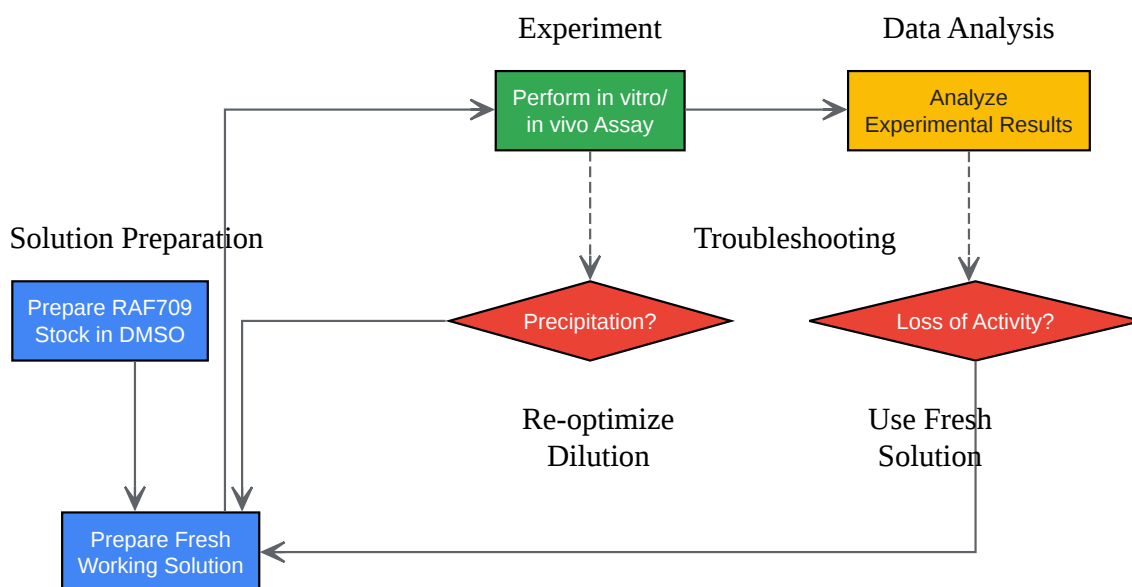 Experiment
Data Analysis
Perform in vitro/
in vivo Assay
Analyze
Experimental Results
Solution Preparation
Troubleshooting
Prepare RAF709
Stock in DMSO
Precipitation?
Loss of Activity?
Re-optimize
Dilution
Use Fresh
Solution
Prepare Fresh
Working Solution